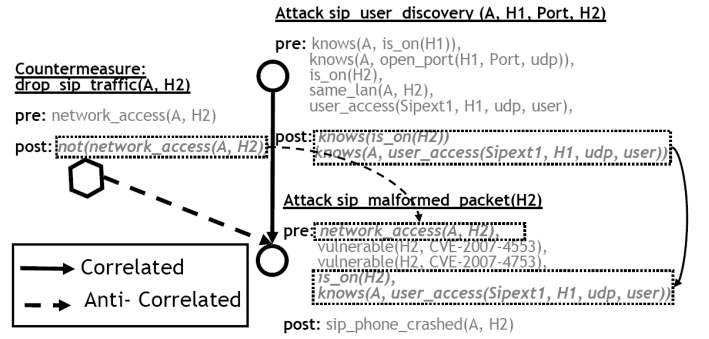 Attack sip_user_discovery (A, H1, Port, H2)
pre: knows(A, is_on(H1)),
knows(A, open_port(H1, Port, udp)),
is_on(H2),
same_lan(A, H2),
user_access(Sipext1, H1, udp, user),
post: knows(is_on(H2))
knows(A, user_access(Sipext1, H1, udp, user))
Countermeasure:
drop_sip_traffic(A, H2)
pre: network_access(A, H2)
post: not(network_access(A, H2)
Attack sip_malformed_packet(H2)
pre: network_access(A, H2),
vulnerable(H2, CVE-2007-4553),
vulnerable(H2, CVE-2007-4753),
is_on(H2),
knows(A, user_access(Sipext1, H1, udp, user))
post: sip_phone_crashed(A, H2)
Correlated
Anti- Correlated